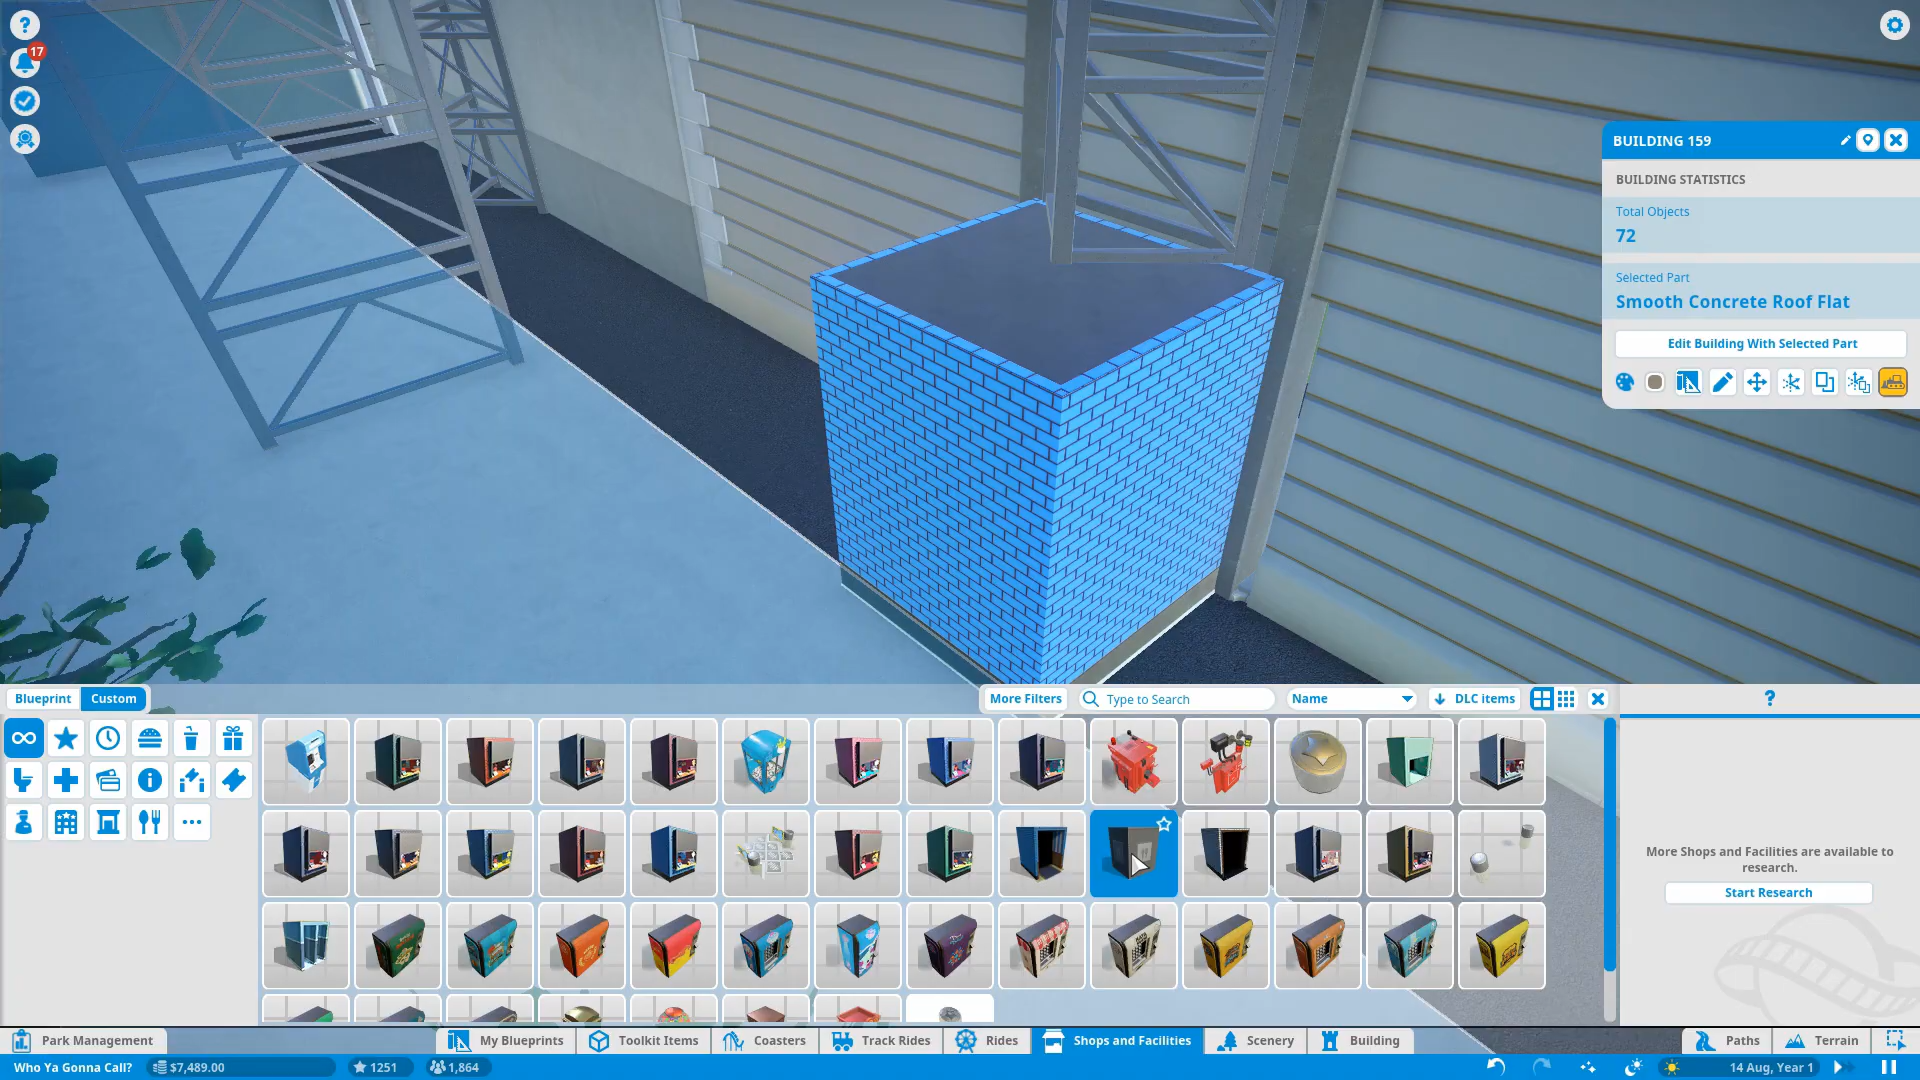 ?
17
BUILDING 159
BUILDING STATISTICS
Total Objects
72
Selected Part
Smooth Concrete Roof Flat
Edit Building With Selected Part
Blueprint
Custom
More Filters
Type to Search
Name
DLC items
?
More Shops and Facilities are available to
research.
Start Research
Park Management
My Blueprints
Toolkit Items
Coasters
Track Rides
Rides
Shops and Facilities
Scenery
Building
Paths
Terrain
Who Ya Gonna Call?
$7,489.00
1251
1,864
14 Aug, Year 1